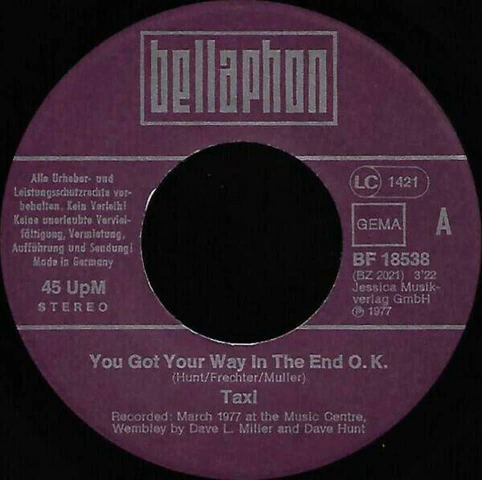 bellaphon
Alle Urheber- und
Leistungsschutzrechte vor-
behalten. Kein Verleih!
Keine unerlaubte Verviel-
fältigung, Vermietung,
Aufführung und Sendung!
Made in Germany
45 UpM
STEREO
LC 1421
GEMA
A
BF 18538
(BZ 2021) 3'22
Jessica Musik-
verlag GmbH
℗ 1977
You Got Your Way In The End O.K.
(Hunt/Frechter/Muller)
Taxi
Recorded: March 1977 at the Music Centre,
Wembley by Dave L. Miller and Dave Hunt